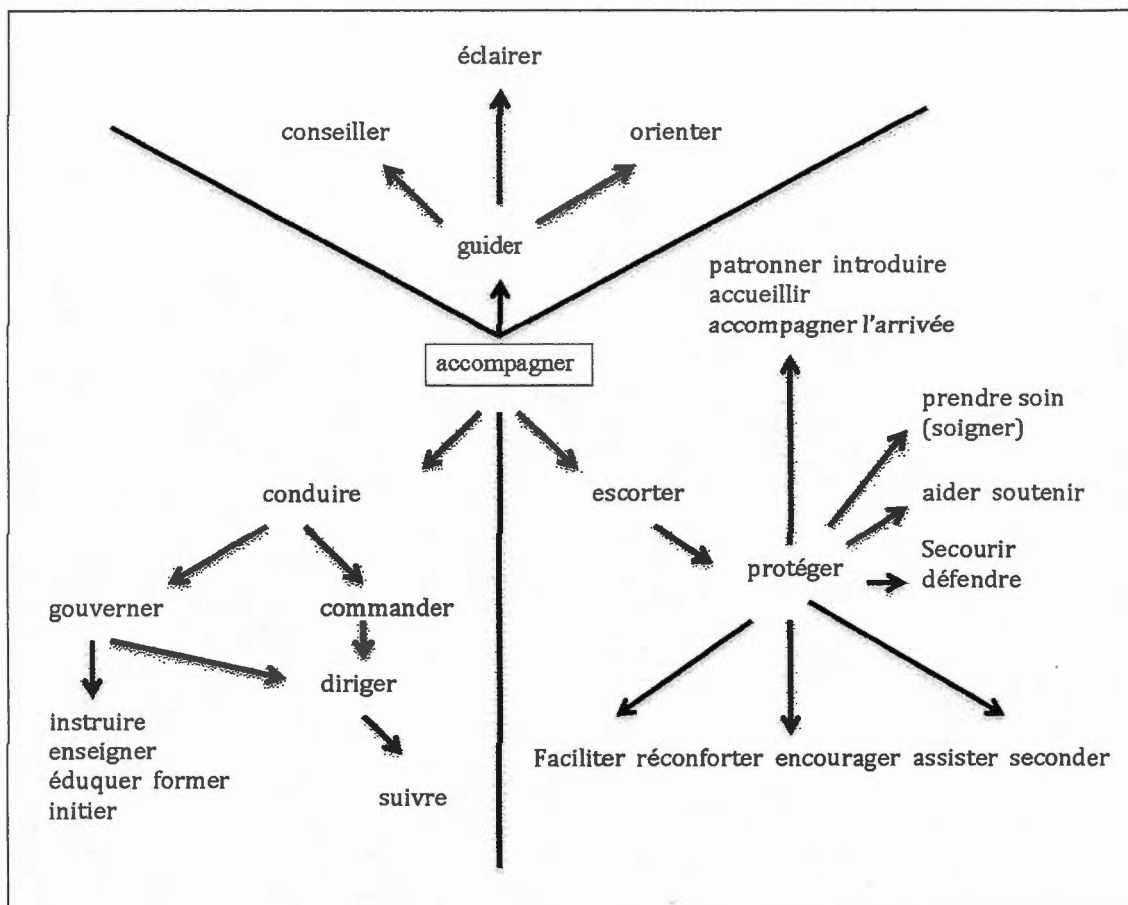 éclairer
conseiller
orienter
guider
patronner introduire
accueillir
accompagner l'arrivée
accompagner
prendre soin
(soigner)
conduire
escorter
aider soutenir
Secourir
défendre
protéger
gouverner
commander
diriger
instruire
enseigner
éduquer former
initier
suivre
Faciliter réconforter encourager assister seconder